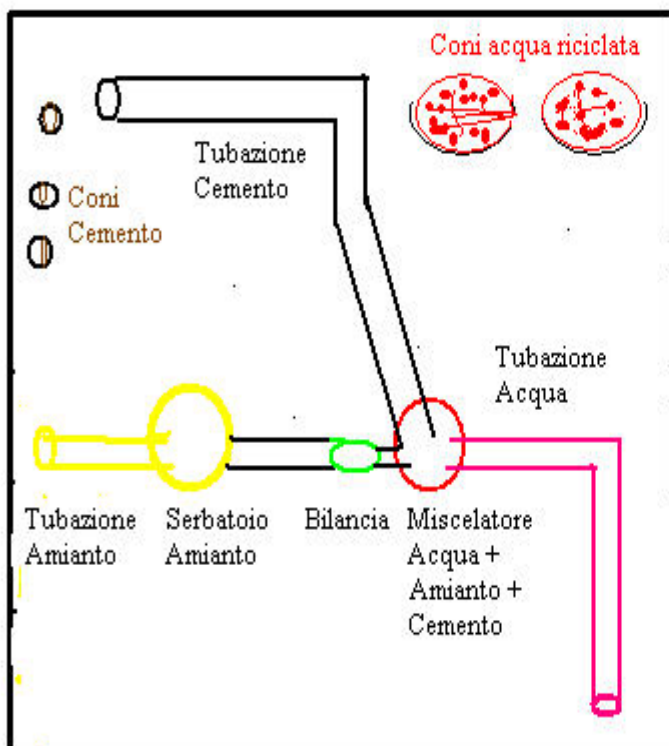 Coni acqua riciclata
Tubazione
Cemento
Coni
Cemento
Tubazione
Acqua
Tubazione
Amianto
Serbatoio
Amianto
Bilancia
Miscelatore
Acqua +
Amianto +
Cemento